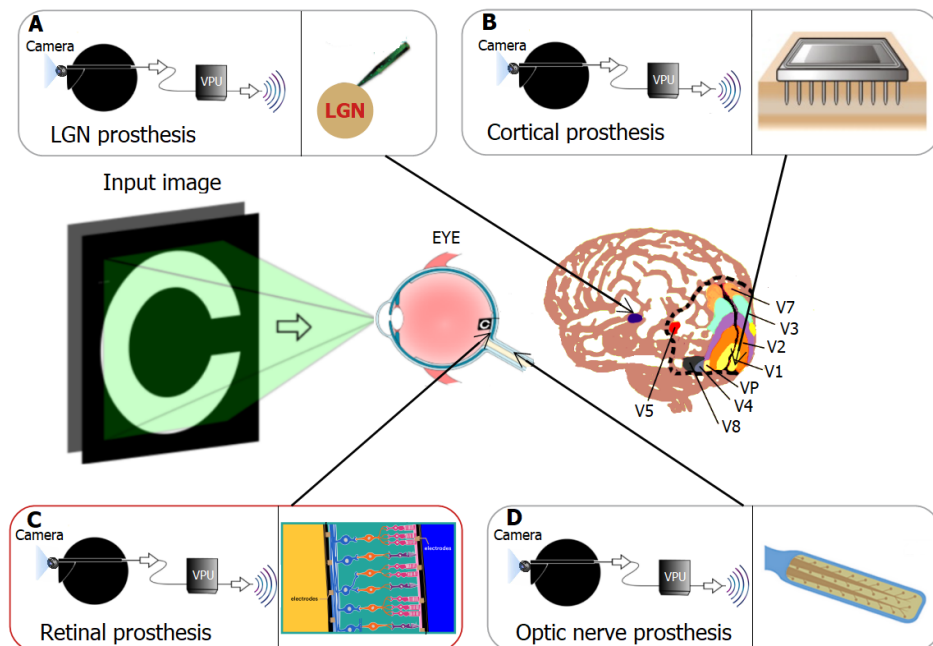 A
Camera
VPU
LGN prosthesis
LGN
B
Camera
VPU
Cortical prosthesis
Input image
C
EYE
C
V7
V3
V2
V1
VP
V4
V5
V8
C
Camera
VPU
Retinal prosthesis
electrodes
electrodes
D
Camera
VPU
Optic nerve prosthesis